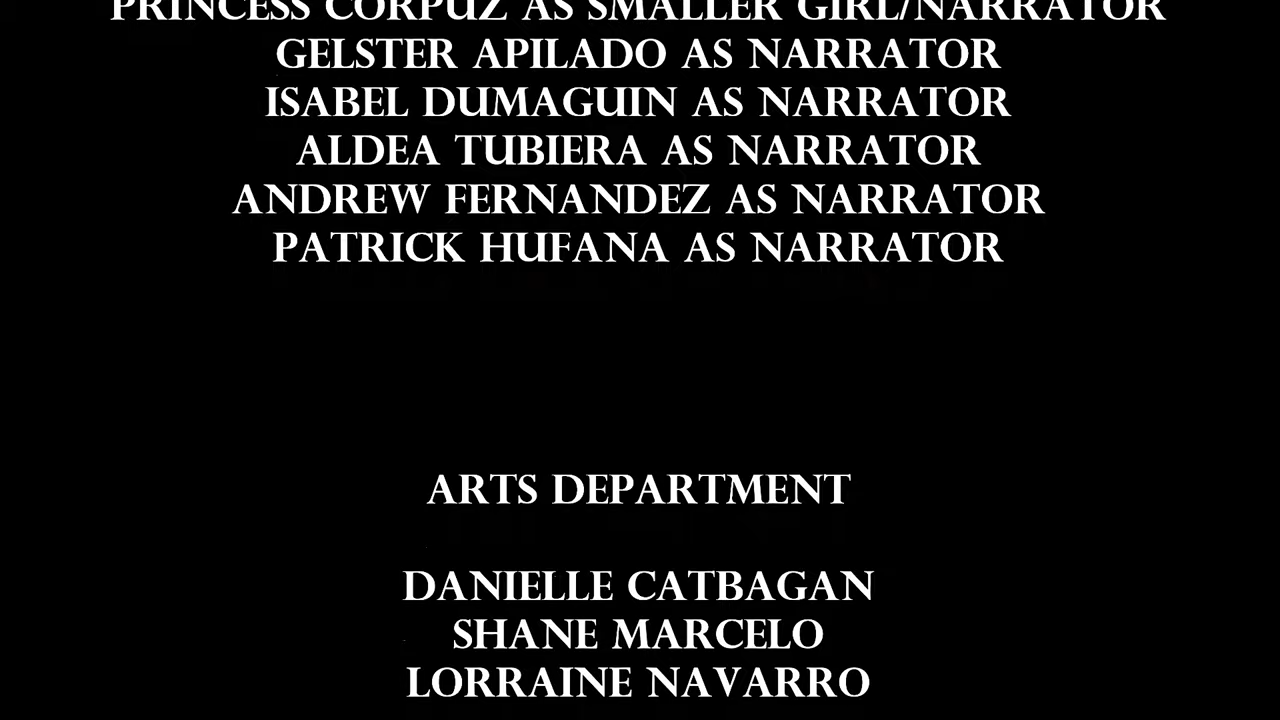 PRINCESS CORPUZ AS SMALLER GIRL/NARRATOR
GELSTER APILADO AS NARRATOR
ISABEL DUMAGUIN AS NARRATOR
ALDEA TUBIERA AS NARRATOR
ANDREW FERNANDEZ AS NARRATOR
PATRICK HUFANA AS NARRATOR
ARTS DEPARTMENT
DANIELLE CATBAGAN
SHANE MARCELO
LORRAINE NAVARRO